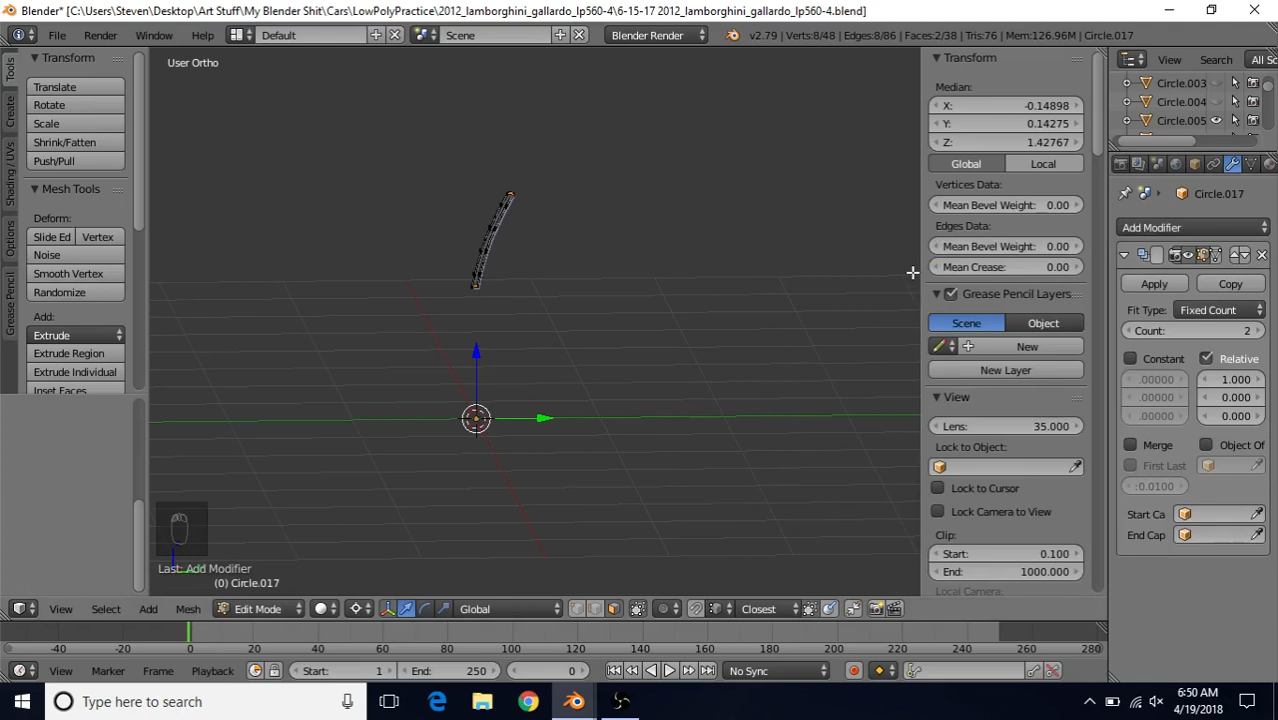 Blender* [C:\Users\Steven\Desktop\Art Stuff\My Blender Shit\Cars\LowPolyPractice\2012_lamborghini_gallardo_lp560-4\6-15-17 2012_lamborghini_gallardo_lp560-4.blend]
File Render Window Help Default Scene Blender Render v2.79 | Verts:8/48 | Edges:8/86 | Faces:2/38 | Tris:76 | Mem:126.96M | Circle.017
Tools
Create
Shading / UVs
Options
Grease Pencil
Transform
Translate
Rotate
Scale
Shrink/Fatten
Push/Pull
Mesh Tools
Deform:
Slide Ed Vertex
Noise
Smooth Vertex
Randomize
Add:
Extrude
Extrude Region
Extrude Individual
Inset Faces
User Ortho
Last: Add Modifier
(0) Circle.017
Transform
Median:
X: -0.14898
Y: 0.14275
Z: 1.42767
Global Local
Vertices Data:
Mean Bevel Weight: 0.00
Edges Data:
Mean Bevel Weight: 0.00
Mean Crease: 0.00
Grease Pencil Layers
Scene Object
New
New Layer
View
Lens: 35.000
Lock to Object:
Lock to Cursor
Lock Camera to View
Clip:
Start: 0.100
End: 1000.000
Local Camera:
View Search All Sc
Circle.003
Circle.004
Circle.005
Circle.017
Add Modifier
Apply Copy
Fit Type: Fixed Count
Count: 2
Constant Relative
.00000 1.000
.00000 0.000
.00000 0.000
Merge Object Of
First Last
:0.0100
Start Ca
End Cap
View Select Add Mesh Edit Mode Global Closest
-40 -20 0 20 40 60 80 100 120 140 160 180 200 220 240 260 280
View Marker Frame Playback Start: 1 End: 250 0 No Sync
Type here to search
6:50 AM
4/19/2018